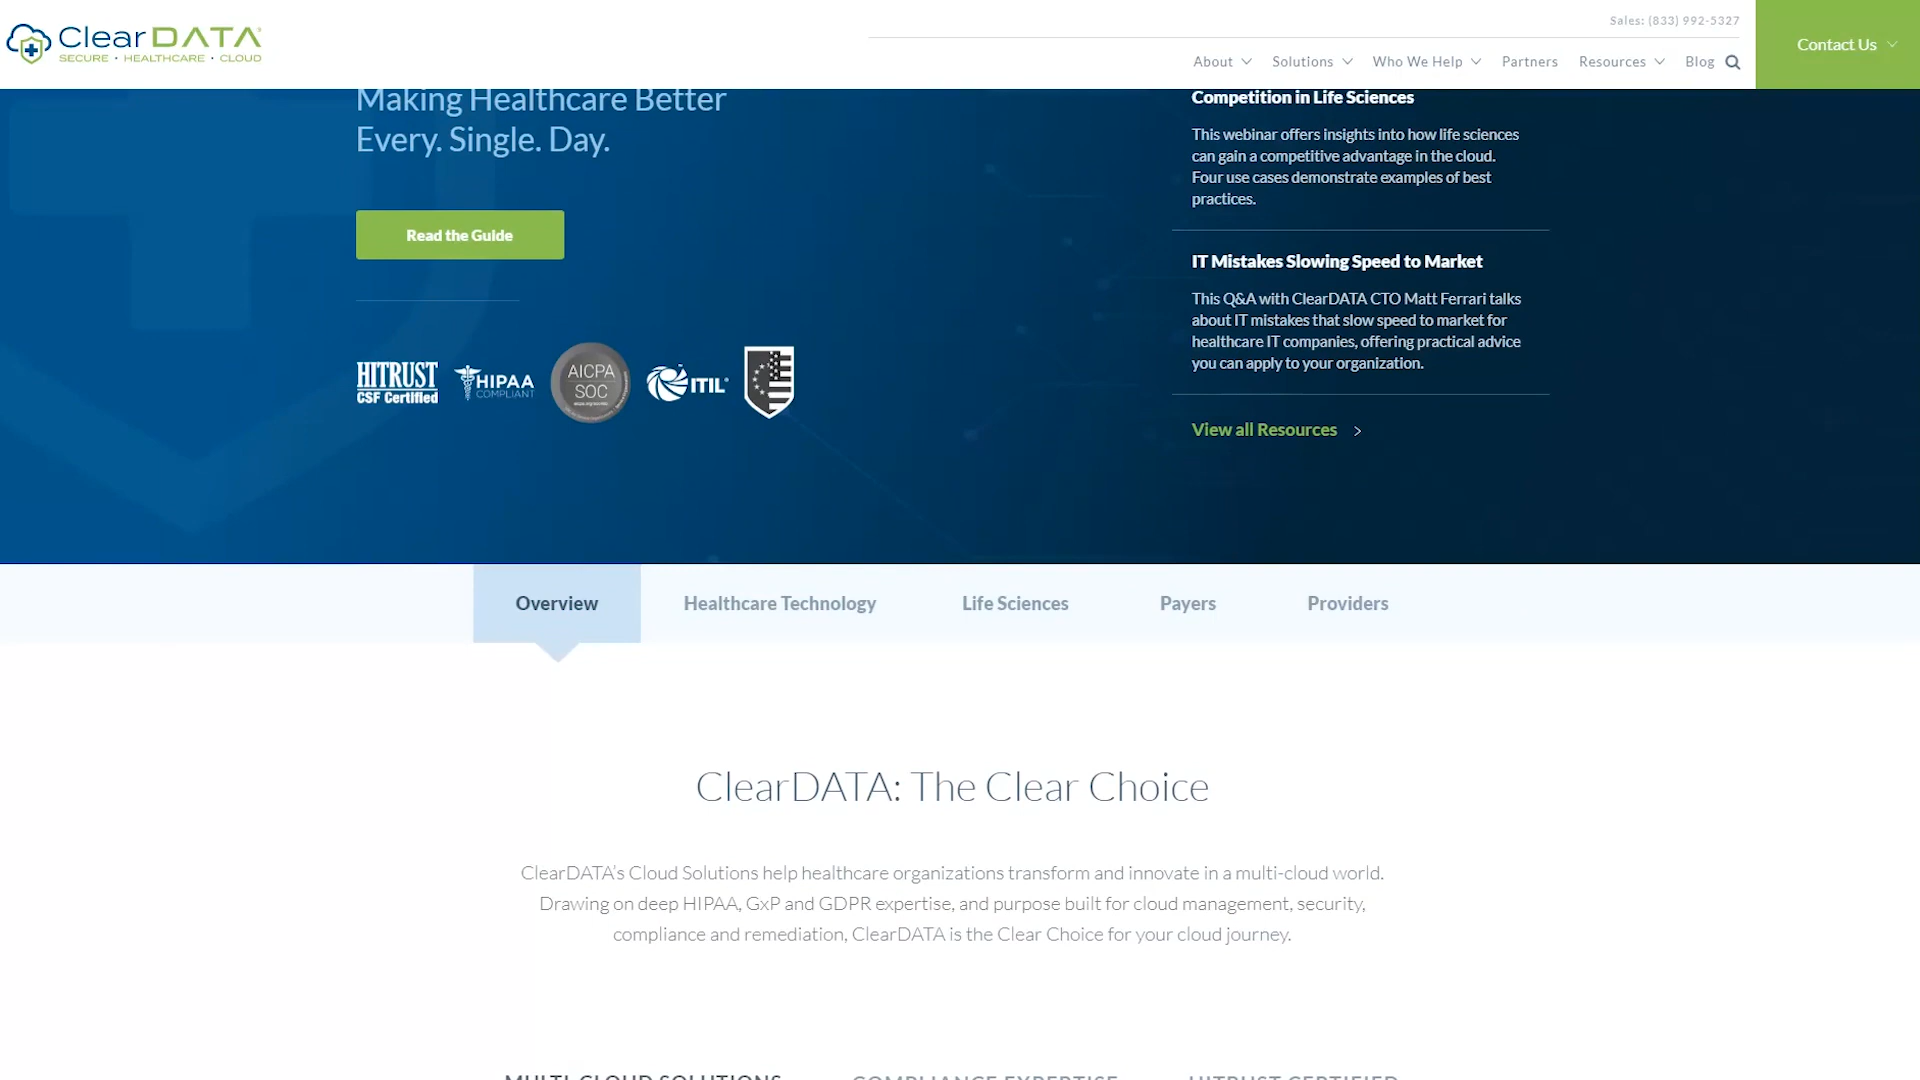 ClearDATA
SECURE • HEALTHCARE • CLOUD
Sales: (833) 992-5327
About
Solutions
Who We Help
Partners
Resources
Blog
Contact Us
Making Healthcare Better
Every. Single. Day.
Read the Guide
HITRUST
CSF Certified
HIPAA
COMPLIANT
AICPA
SOC
ITIL®
Competition in Life Sciences
This webinar offers insights into how life sciences
can gain a competitive advantage in the cloud.
Four use cases demonstrate examples of best
practices.
IT Mistakes Slowing Speed to Market
This Q&A with ClearDATA CTO Matt Ferrari talks
about IT mistakes that slow speed to market for
healthcare IT companies, offering practical advice
you can apply to your organization.
View all Resources
Overview
Healthcare Technology
Life Sciences
Payers
Providers
ClearDATA: The Clear Choice
ClearDATA's Cloud Solutions help healthcare organizations transform and innovate in a multi-cloud world.
Drawing on deep HIPAA, GxP and GDPR expertise, and purpose built for cloud management, security,
compliance and remediation, ClearDATA is the Clear Choice for your cloud journey.
MULTI-CLOUD SOLUTIONS
COMPLIANCE EXPERTISE
HITRUST CERTIFIED